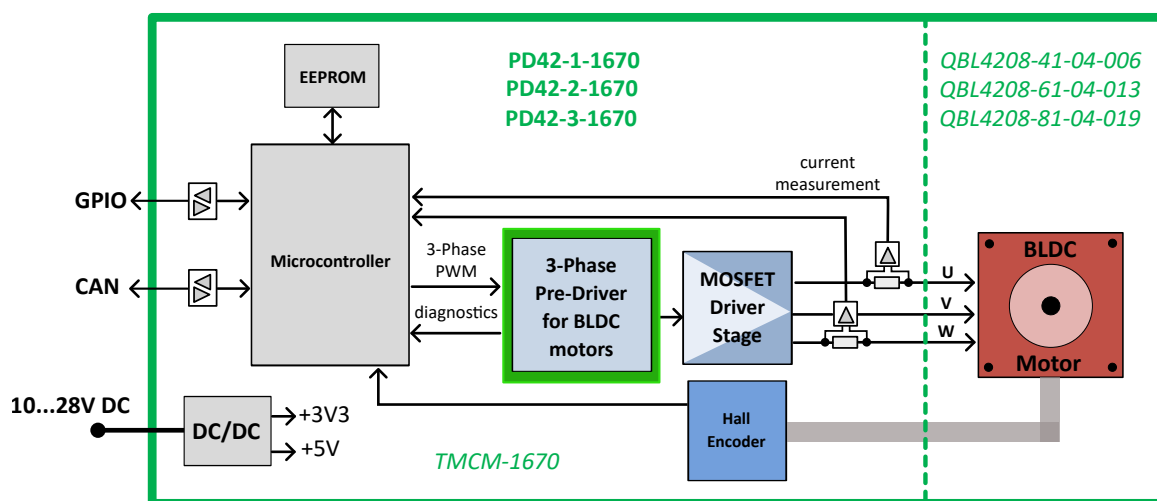 PD42-1-1670
PD42-2-1670
PD42-3-1670
QBL4208-41-04-006
QBL4208-61-04-013
QBL4208-81-04-019
EEPROM
current
measurement
GPIO
CAN
Microcontroller
3-Phase
PWM
diagnostics
3-Phase
Pre-Driver
for BLDC
motors
MOSFET
Driver
Stage
U
V
W
BLDC
Motor
10...28V DC
DC/DC
+3V3
+5V
Hall
Encoder
TMCM-1670